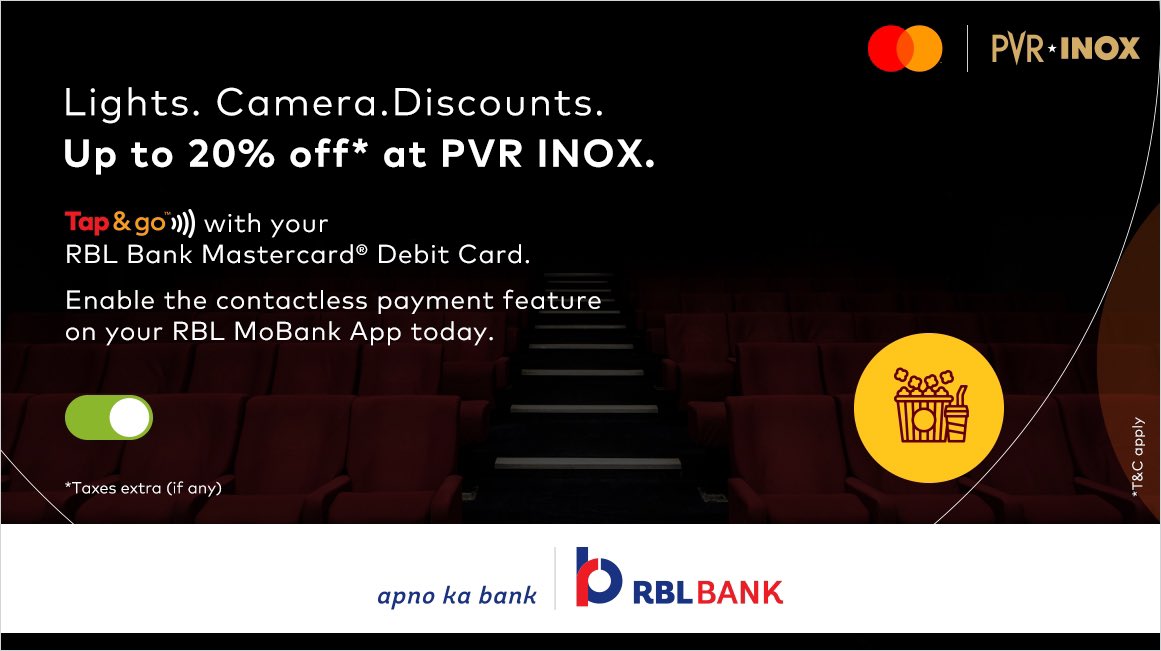 PVR★INOX
Lights. Camera.Discounts.
Up to 20% off* at PVR INOX.
Tap & go™ with your
RBL Bank Mastercard® Debit Card.
Enable the contactless payment feature
on your RBL MoBank App today.
*Taxes extra (if any)
*T&C apply
apno ka bank
RBL BANK